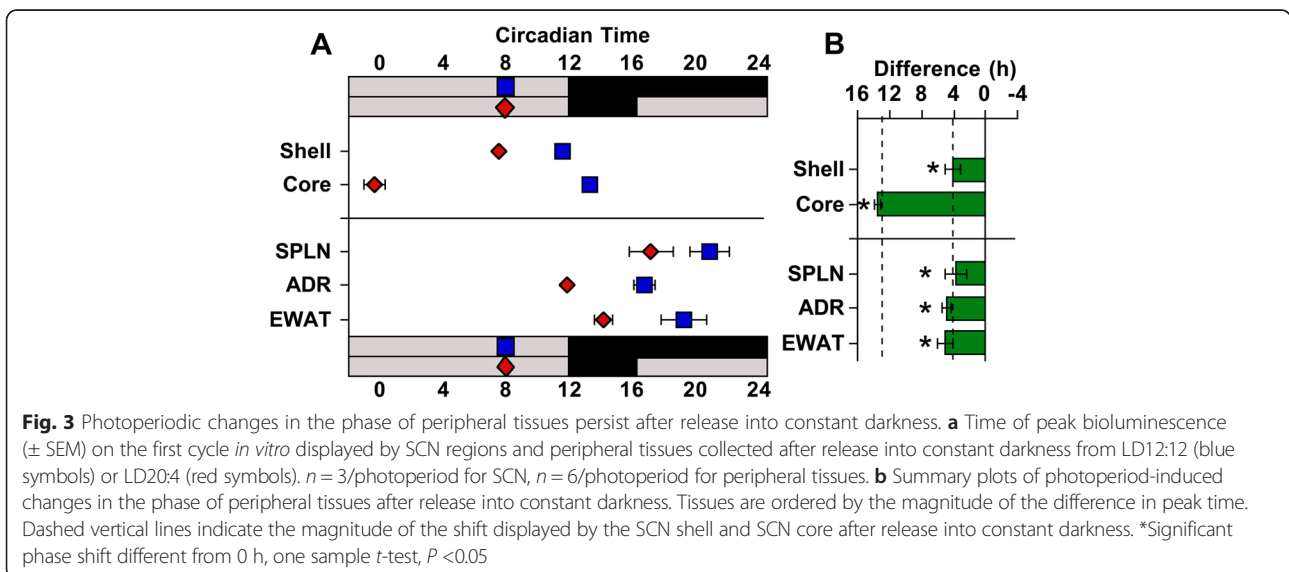 A
Circadian Time
0 4 8 12 16 20 24
Shell
Core
SPLN
ADR
EWAT
0 4 8 12 16 20 24
B
Difference (h)
16 12 8 4 0 -4
Shell *
Core *
SPLN *
ADR *
EWAT *
Fig. 3 Photoperiodic changes in the phase of peripheral tissues persist after release into constant darkness. a Time of peak bioluminescence
(± SEM) on the first cycle in vitro displayed by SCN regions and peripheral tissues collected after release into constant darkness from LD12:12 (blue
symbols) or LD20:4 (red symbols). n = 3/photoperiod for SCN, n = 6/photoperiod for peripheral tissues. b Summary plots of photoperiod-induced
changes in the phase of peripheral tissues after release into constant darkness. Tissues are ordered by the magnitude of the difference in peak time.
Dashed vertical lines indicate the magnitude of the shift displayed by the SCN shell and SCN core after release into constant darkness. *Significant
phase shift different from 0 h, one sample t-test, P <0.05